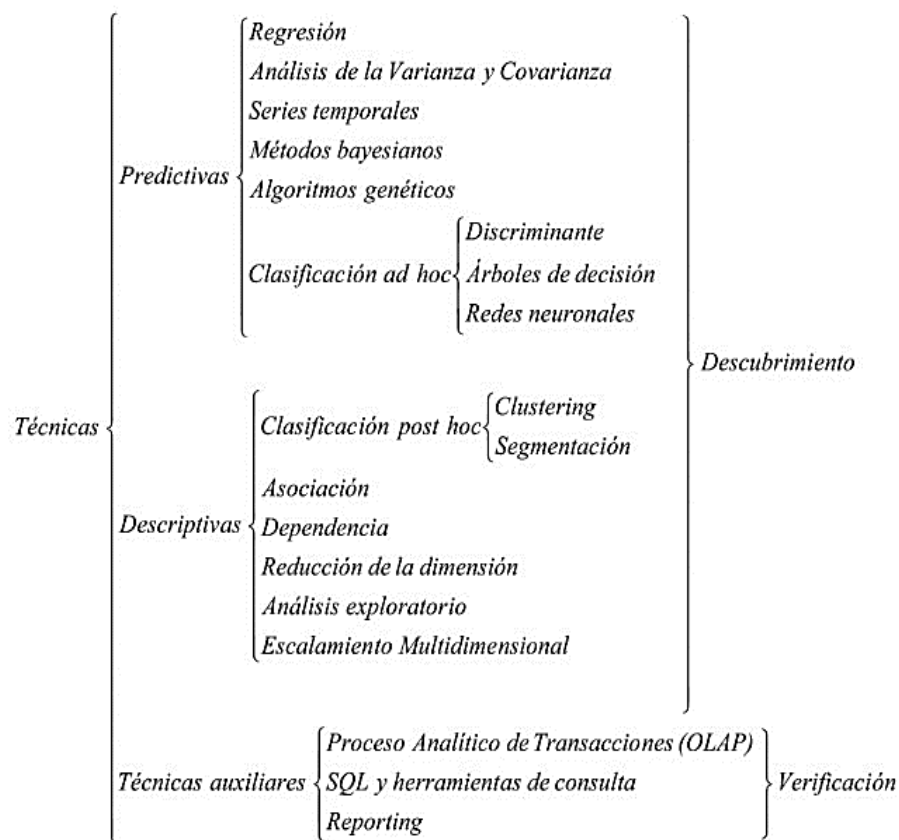 Regresión
Análisis de la Varianza y Covarianza
Series temporales
Métodos bayesianos
Predictivas
Algoritmos genéticos
Discriminante
Clasificación ad hoc
Árboles de decisión
Redes neuronales
Descubrimiento
Técnicas
Clasificación post hoc
Clustering
Segmentación
Asociación
Descriptivas
Dependencia
Reducción de la dimensión
Análisis exploratorio
Escalamiento Multidimensional
Proceso Analítico de Transacciones (OLAP)
Técnicas auxiliares
SQL y herramientas de consulta
Verificación
Reporting